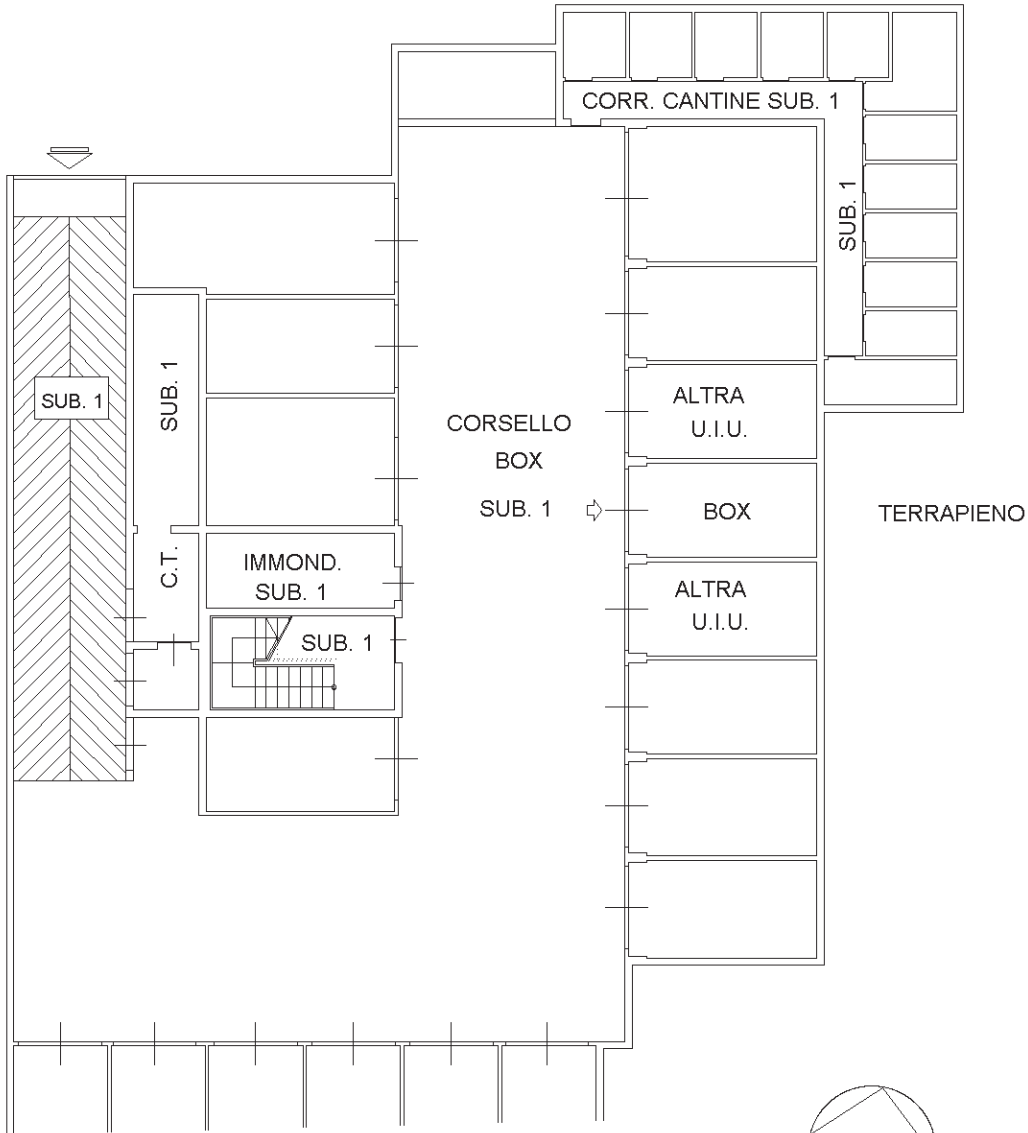 CORR. CANTINE SUB. 1
SUB. 1
SUB. 1
SUB. 1
C.T.
IMMOND.
SUB. 1
SUB. 1
CORSELLO
BOX
SUB. 1
ALTRA
U.I.U.
BOX
ALTRA
U.I.U.
TERRAPIENO